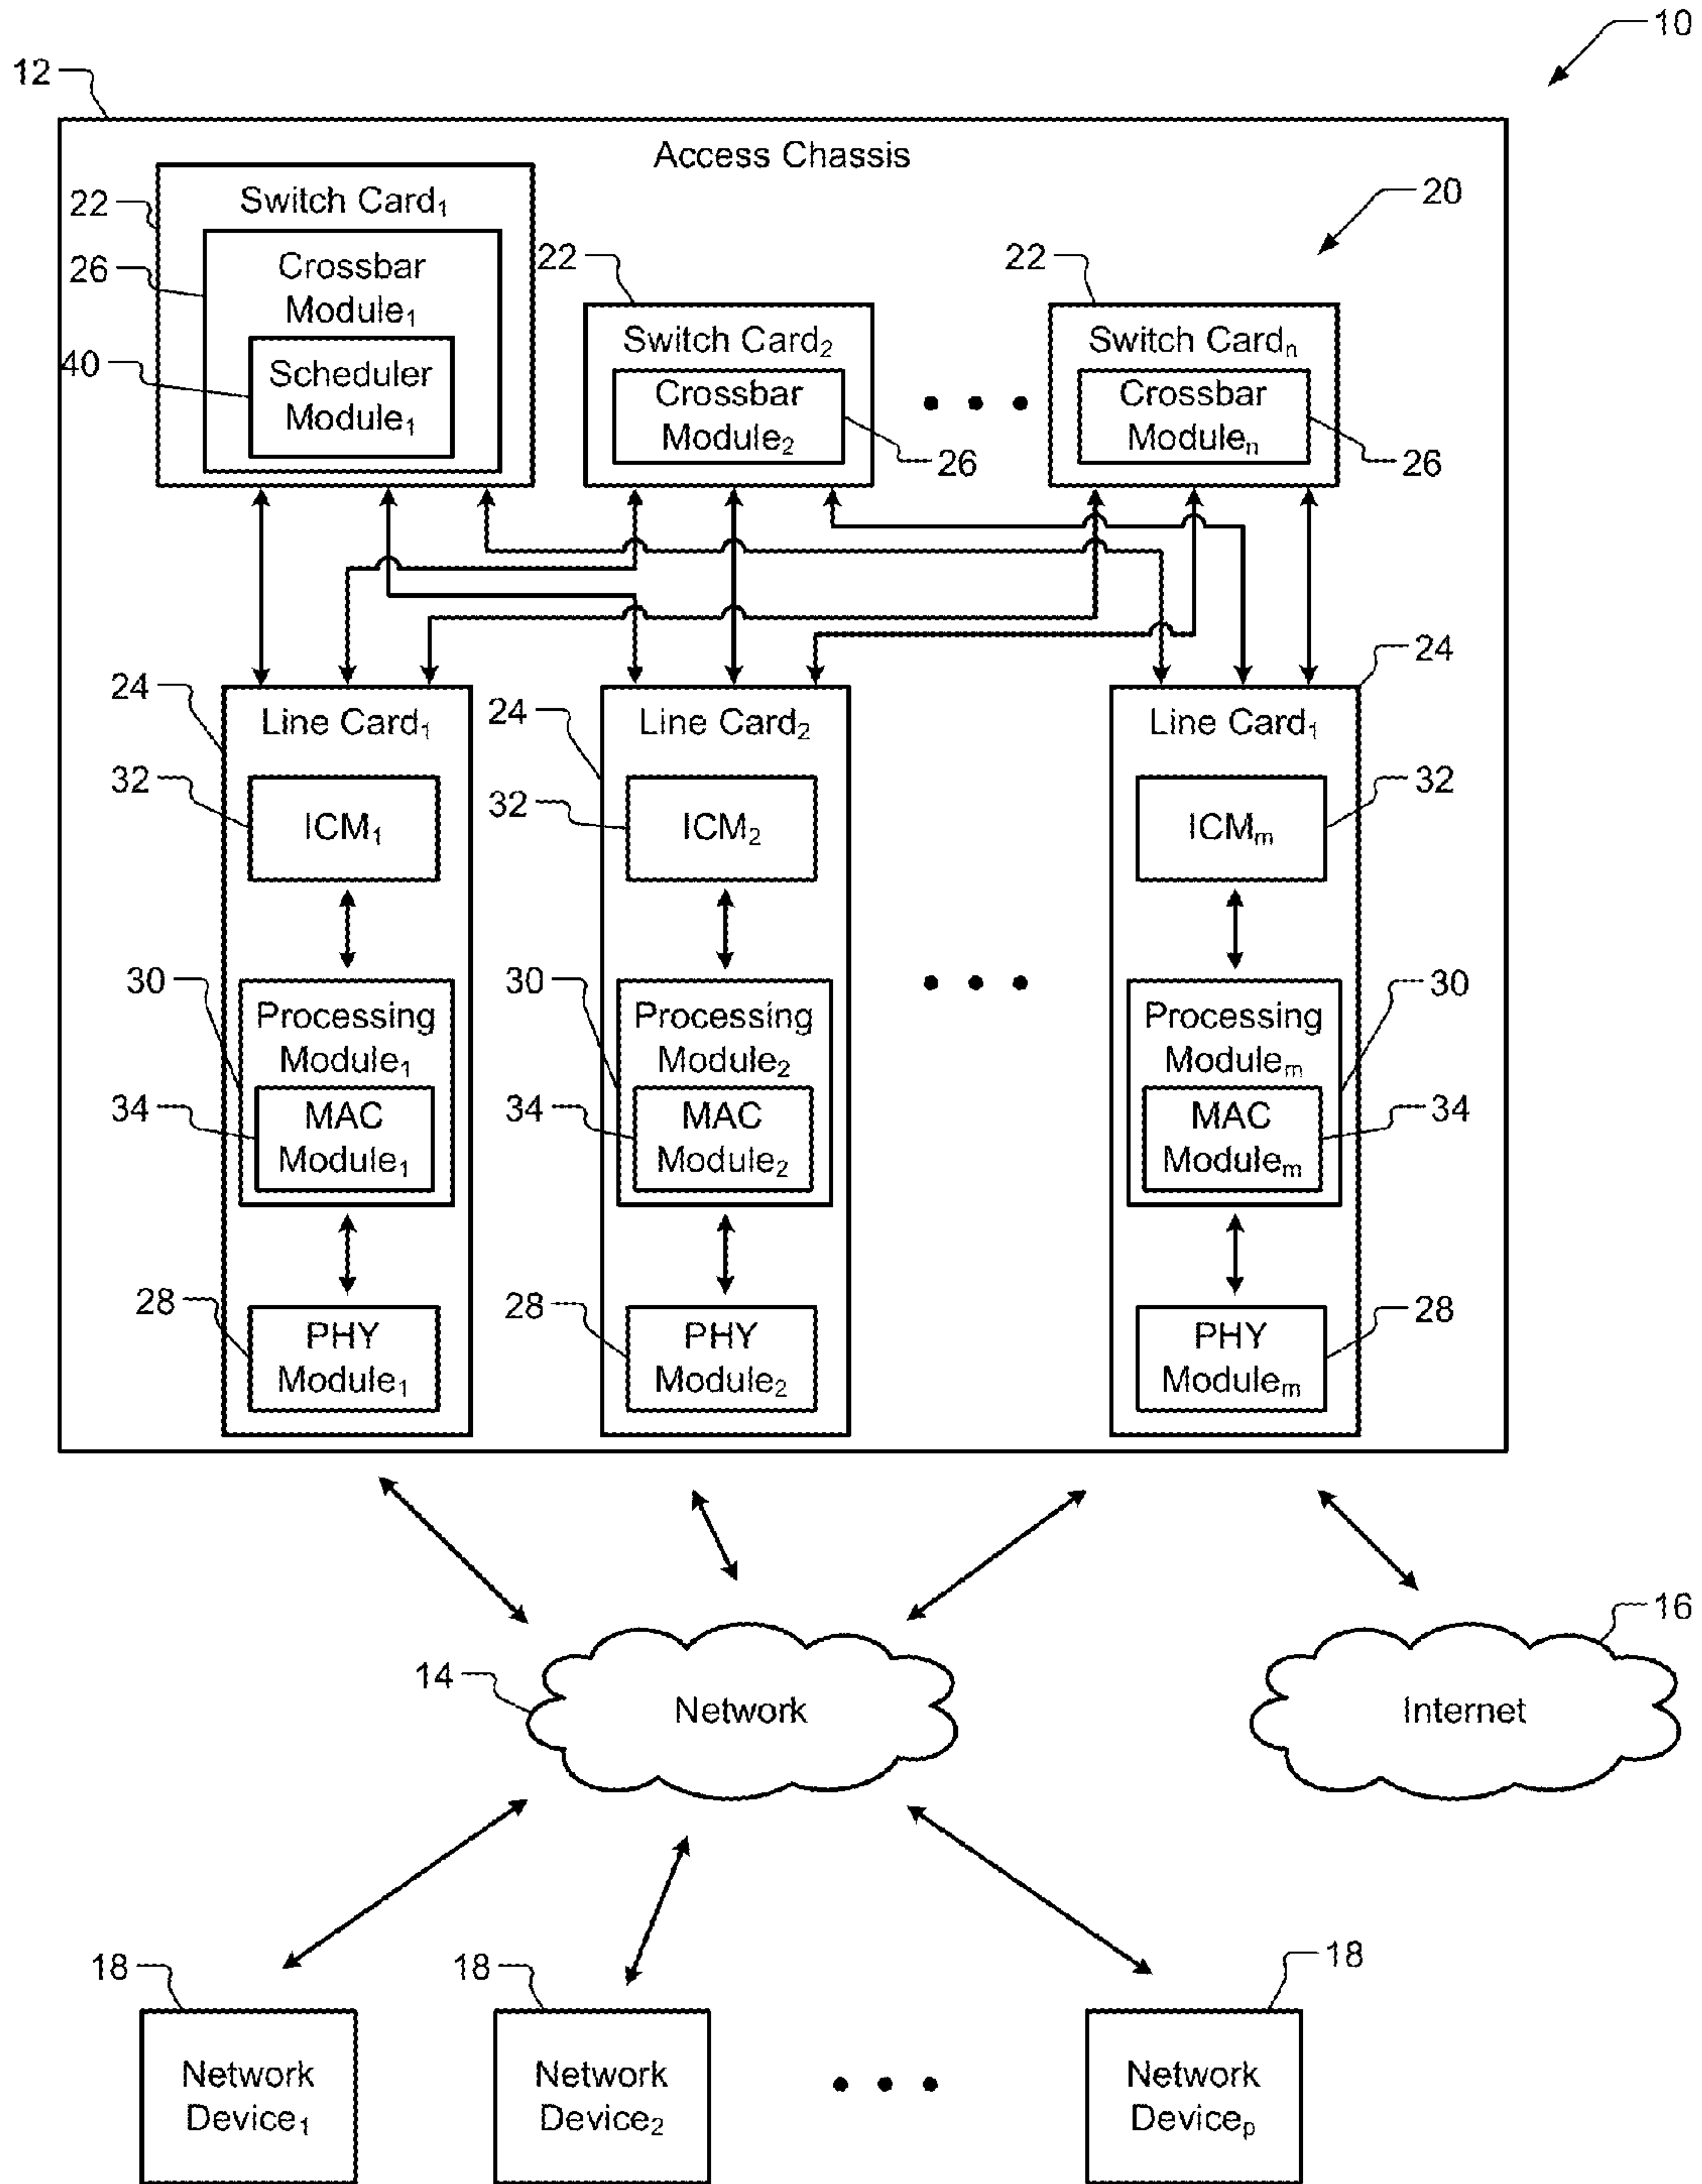 10
12
Access Chassis
20
22
Switch Card₁
26
Crossbar
Module₁
40
Scheduler
Module₁
22
Switch Card₂
Crossbar
Module₂
26
22
Switch Cardₙ
Crossbar
Moduleₙ
26
24
Line Card₁
32
ICM₁
30
Processing
Module₁
34
MAC
Module₁
28
PHY
Module₁
24
Line Card₂
32
ICM₂
30
Processing
Module₂
34
MAC
Module₂
28
PHY
Module₂
24
Line Card₁
32
ICMₘ
30
Processing
Moduleₘ
34
MAC
Moduleₘ
28
PHY
Moduleₘ
14
Network
16
Internet
18
Network
Device₁
18
Network
Device₂
18
Network
Deviceₚ